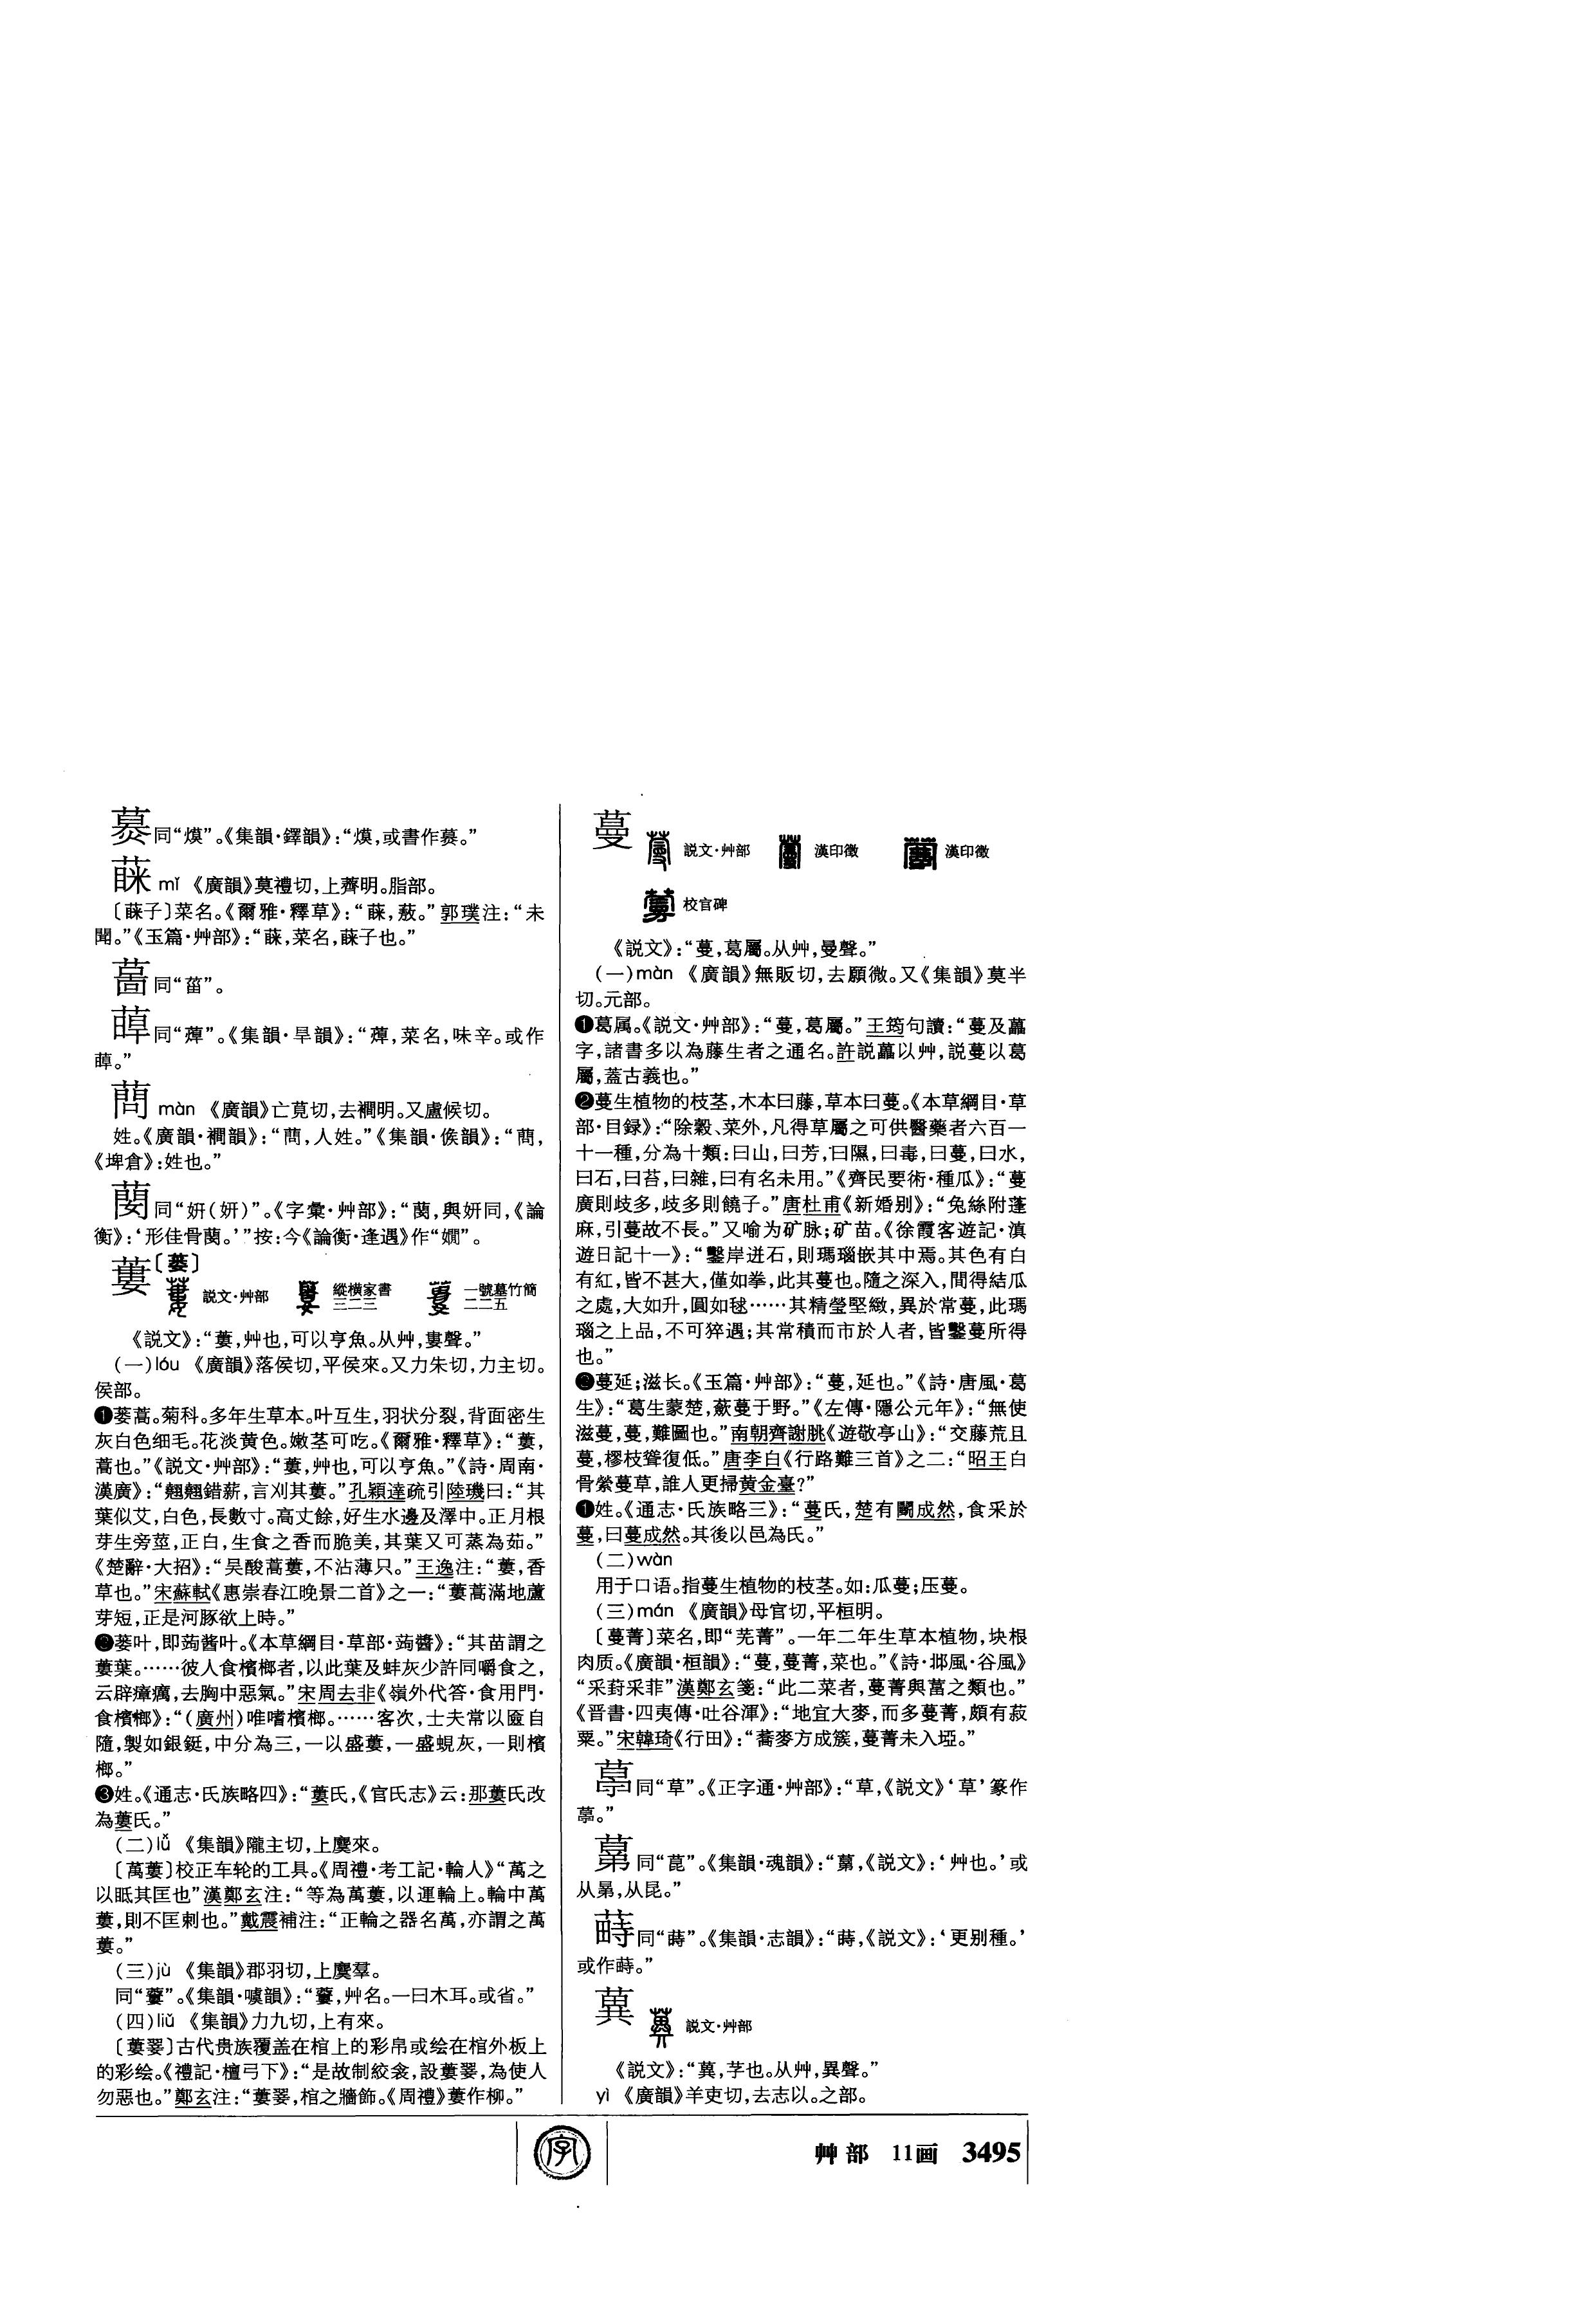 同“熯”。《集韻·鐸韻》：“熯，或書作㷶。”
蔝 mǐ 《廣韻》莫禮切，上薺明。脂部。
〔蔝子〕菜名。《爾雅·釋草》：“蔝，蔜。”郭璞注：“未
聞。”《玉篇·艸部》：“蔝，菜名，蔝子也。”
同“葘”。
同“蕇”。《集韻·旱韻》：“蕇，菜名，味辛。或作
màn 《廣韻》亡莧切，去襇明。又盧候切。
姓。《廣韻·襇韻》：“䓣，人姓。”《集韻·㑋韻》：“䓣，
《埤倉》：姓也。”
同“妍（姸）”。《字彙·艸部》：“䓸，與妍同，《論
衡》：‘形佳骨䓸。’”按：今《論衡·逢遇》作“嫺”。
蔞〔蒌〕
説文·艸部 縱横家書三二三 一號墓竹簡二二五
《説文》：“蔞，艸也，可以亨魚。从艸，婁聲。”
（一）lóu 《廣韻》落侯切，平侯來。又力朱切，力主切。
侯部。
❶蒌蒿。菊科。多年生草本。叶互生，羽状分裂，背面密生
灰白色细毛。花淡黄色。嫩茎可吃。《爾雅·釋草》：“蔞，
蒿也。”《説文·艸部》：“蔞，艸也，可以亨魚。”《詩·周南·
漢廣》：“翹翹錯薪，言刈其蔞。”孔穎達疏引陸璣曰：“其
葉似艾，白色，長數寸。高丈餘，好生水邊及澤中。正月根
芽生旁莖，正白，生食之香而脆美，其葉又可蒸為茹。”
《楚辭·大招》：“吴酸蒿蔞，不沾薄只。”王逸注：“蔞，香
草也。”宋蘇軾《惠崇春江晚景二首》之一：“蔞蒿滿地蘆
芽短，正是河豚欲上時。”
❷蒌叶，即蒟酱叶。《本草綱目·草部·蒟醬》：“其苗謂之
蔞葉。……彼人食檳榔者，以此葉及蚌灰少許同嚼食之，
云辟瘴癘，去胸中惡氣。”宋周去非《嶺外代答·食用門·
食檳榔》：“（廣州）唯嗜檳榔。……客次，士夫常以匳自
隨，製如銀鋌，中分為三，一以盛蔞，一盛蜆灰，一則檳
榔。”
❸姓。《通志·氏族略四》：“蔞氏，《官氏志》云：那蔞氏改
為蔞氏。”
（二）lǚ 《集韻》隴主切，上麌來。
〔萬蔞〕校正车轮的工具。《周禮·考工記·輪人》“萬之
以眡其匡也”漢鄭玄注：“等為萬蔞，以運輪上。輪中萬
蔞，則不匡剌也。”戴震補注：“正輪之器名萬，亦謂之萬
蔞。”
（三）jù 《集韻》郡羽切，上麌羣。
同“藌”。《集韻·噳韻》：“藌，艸名。一曰木耳。或省。”
（四）liǔ 《集韻》力九切，上有來。
〔蔞翣〕古代贵族覆盖在棺上的彩帛或绘在棺外板上
的彩绘。《禮記·檀弓下》：“是故制絞衾，設蔞翣，為使人
勿惡也。”鄭玄注：“蔞翣，棺之牆飾。《周禮》蔞作柳。”
蔓
説文·艸部 漢印徵 漢印徵
校官碑
《説文》：“蔓，葛屬。从艸，曼聲。”
（一）màn 《廣韻》無販切，去願微。又《集韻》莫半
切。元部。
❶葛属。《説文·艸部》：“蔓，葛屬。”王筠句讀：“蔓及藟
字，諸書多以為藤生者之通名。許説藟以艸，説蔓以葛
屬，蓋古義也。”
❷蔓生植物的枝茎，木本曰藤，草本曰蔓。《本草綱目·草
部·目録》：“除穀、菜外，凡得草屬之可供醫藥者六百一
十一種，分為十類：曰山，曰芳，曰隰，曰毒，曰蔓，曰水，
曰石，曰苔，曰雜，曰有名未用。”《齊民要術·種瓜》：“蔓
廣則歧多，歧多則饒子。”唐杜甫《新婚别》：“兔絲附蓬
麻，引蔓故不長。”又喻为矿脉；矿苗。《徐霞客遊記·滇
遊日記十一》：“鑿岸迸石，則瑪瑙嵌其中焉。其色有白
有紅，皆不甚大，僅如拳，此其蔓也。隨之深入，間得結瓜
之處，大如升，圓如毬……其精瑩堅緻，異於常蔓，此瑪
瑙之上品，不可猝遇；其常積而市於人者，皆鑿蔓所得
也。”
❸蔓延；滋长。《玉篇·艸部》：“蔓，延也。”《詩·唐風·葛
生》：“葛生蒙楚，蘞蔓于野。”《左傳·隱公元年》：“無使
滋蔓，蔓，難圖也。”南朝齊謝朓《遊敬亭山》：“交藤荒且
蔓，樛枝聳復低。”唐李白《行路難三首》之二：“昭王白
骨縈蔓草，誰人更掃黄金臺？”
❹姓。《通志·氏族略三》：“蔓氏，楚有鬬成然，食采於
蔓，曰蔓成然。其後以邑為氏。”
（二）wàn
用于口语。指蔓生植物的枝茎。如：瓜蔓；压蔓。
（三）mán 《廣韻》母官切，平桓明。
〔蔓菁〕菜名，即“芜菁”。一年二年生草本植物，块根
肉质。《廣韻·桓韻》：“蔓，蔓菁，菜也。”《詩·邶風·谷風》
“采葑采菲”漢鄭玄箋：“此二菜者，蔓菁與葍之類也。”
《晋書·四夷傳·吐谷渾》：“地宜大麥，而多蔓菁，頗有菽
粟。”宋韓琦《行田》：“蕎麥方成簇，蔓菁未入埡。”
同“草”。《正字通·艸部》：“草，《説文》‘草’篆作
同“菎”。《集韻·魂韻》：“䓘，《説文》：‘艸也。’或
从㬈，从昆。”
同“蒔”。《集韻·志韻》：“蒔，《説文》：‘更别種。’
或作蒔。”
蘴
説文·艸部
《説文》：“䔬，芓也。从艸，異聲。”
yì 《廣韻》羊吏切，去志以。之部。
字
艸部 11画 3495